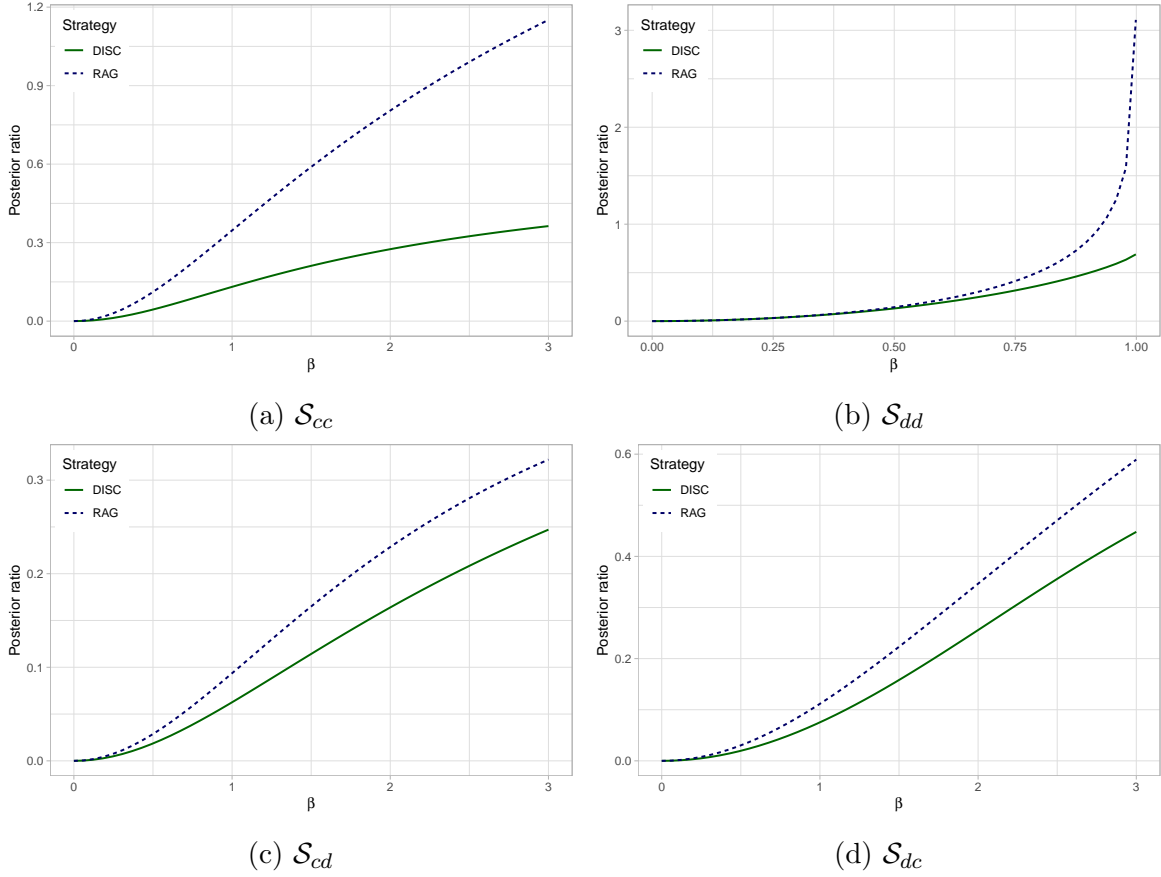 Strategy
DISC
RAG
Posterior ratio
1.2
0.9
0.6
0.3
0.0
0
1
2
3
β
(a) 𝒮cc
Strategy
DISC
RAG
Posterior ratio
3
2
1
0
0.00
0.25
0.50
0.75
1.00
β
(b) 𝒮dd
Strategy
DISC
RAG
Posterior ratio
0.3
0.2
0.1
0.0
0
1
2
3
β
(c) 𝒮cd
Strategy
DISC
RAG
Posterior ratio
0.6
0.4
0.2
0.0
0
1
2
3
β
(d) 𝒮dc